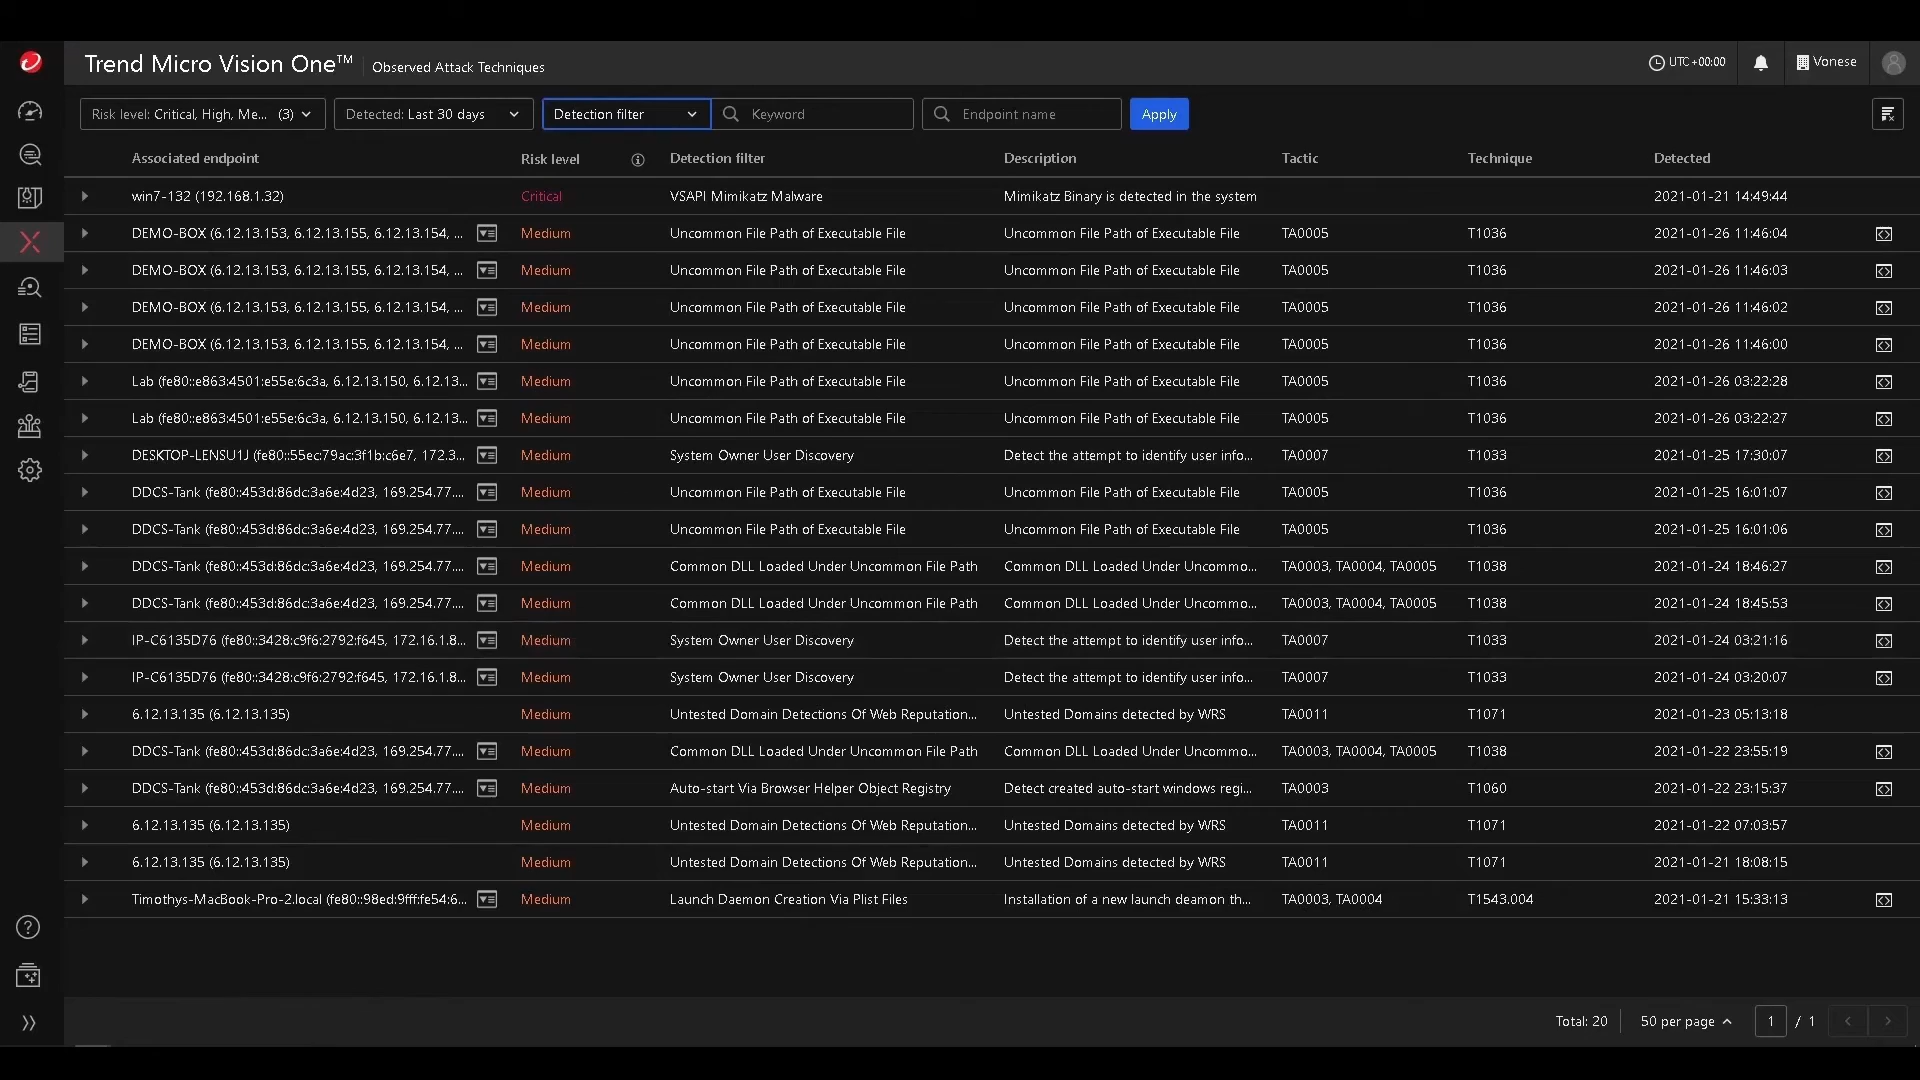 Trend Micro Vision One™ Observed Attack Techniques UTC+00:00 Vonese
Risk level: Critical, High, Me... (3) Detected: Last 30 days Detection filter Keyword Endpoint name Apply
Associated endpoint Risk level Detection filter Description Tactic Technique Detected
win7-132 (192.168.1.32) Critical VSAPI Mimikatz Malware Mimikatz Binary is detected in the system 2021-01-21 14:49:44
DEMO-BOX (6.12.13.153, 6.12.13.155, 6.12.13.154, ... Medium Uncommon File Path of Executable File Uncommon File Path of Executable File TA0005 T1036 2021-01-26 11:46:04
DEMO-BOX (6.12.13.153, 6.12.13.155, 6.12.13.154, ... Medium Uncommon File Path of Executable File Uncommon File Path of Executable File TA0005 T1036 2021-01-26 11:46:03
DEMO-BOX (6.12.13.153, 6.12.13.155, 6.12.13.154, ... Medium Uncommon File Path of Executable File Uncommon File Path of Executable File TA0005 T1036 2021-01-26 11:46:02
DEMO-BOX (6.12.13.153, 6.12.13.155, 6.12.13.154, ... Medium Uncommon File Path of Executable File Uncommon File Path of Executable File TA0005 T1036 2021-01-26 11:46:00
Lab (fe80::e863:4501:e55e:6c3a, 6.12.13.150, 6.12.13... Medium Uncommon File Path of Executable File Uncommon File Path of Executable File TA0005 T1036 2021-01-26 03:22:28
Lab (fe80::e863:4501:e55e:6c3a, 6.12.13.150, 6.12.13... Medium Uncommon File Path of Executable File Uncommon File Path of Executable File TA0005 T1036 2021-01-26 03:22:27
DESKTOP-LENSU1J (fe80::55ec:79ac:3f1b:c6e7, 172.3... Medium System Owner User Discovery Detect the attempt to identify user info... TA0007 T1033 2021-01-25 17:30:07
DDCS-Tank (fe80::453d:86dc:3a6e:4d23, 169.254.77.... Medium Uncommon File Path of Executable File Uncommon File Path of Executable File TA0005 T1036 2021-01-25 16:01:07
DDCS-Tank (fe80::453d:86dc:3a6e:4d23, 169.254.77.... Medium Uncommon File Path of Executable File Uncommon File Path of Executable File TA0005 T1036 2021-01-25 16:01:06
DDCS-Tank (fe80::453d:86dc:3a6e:4d23, 169.254.77.... Medium Common DLL Loaded Under Uncommon File Path Common DLL Loaded Under Uncommo... TA0003, TA0004, TA0005 T1038 2021-01-24 18:46:27
DDCS-Tank (fe80::453d:86dc:3a6e:4d23, 169.254.77.... Medium Common DLL Loaded Under Uncommon File Path Common DLL Loaded Under Uncommo... TA0003, TA0004, TA0005 T1038 2021-01-24 18:45:53
IP-C6135D76 (fe80::3428:c9f6:2792:f645, 172.16.1.8... Medium System Owner User Discovery Detect the attempt to identify user info... TA0007 T1033 2021-01-24 03:21:16
IP-C6135D76 (fe80::3428:c9f6:2792:f645, 172.16.1.8... Medium System Owner User Discovery Detect the attempt to identify user info... TA0007 T1033 2021-01-24 03:20:07
6.12.13.135 (6.12.13.135) Medium Untested Domain Detections Of Web Reputation... Untested Domains detected by WRS TA0011 T1071 2021-01-23 05:13:18
DDCS-Tank (fe80::453d:86dc:3a6e:4d23, 169.254.77.... Medium Common DLL Loaded Under Uncommon File Path Common DLL Loaded Under Uncommo... TA0003, TA0004, TA0005 T1038 2021-01-22 23:55:19
DDCS-Tank (fe80::453d:86dc:3a6e:4d23, 169.254.77.... Medium Auto-start Via Browser Helper Object Registry Detect created auto-start windows regi... TA0003 T1060 2021-01-22 23:15:37
6.12.13.135 (6.12.13.135) Medium Untested Domain Detections Of Web Reputation... Untested Domains detected by WRS TA0011 T1071 2021-01-22 07:03:57
6.12.13.135 (6.12.13.135) Medium Untested Domain Detections Of Web Reputation... Untested Domains detected by WRS TA0011 T1071 2021-01-21 18:08:15
Timothys-MacBook-Pro-2.local (fe80::98ed:9fff:fe54:6... Medium Launch Daemon Creation Via Plist Files Installation of a new launch deamon th... TA0003, TA0004 T1543.004 2021-01-21 15:33:13
Total: 20 50 per page 1 / 1